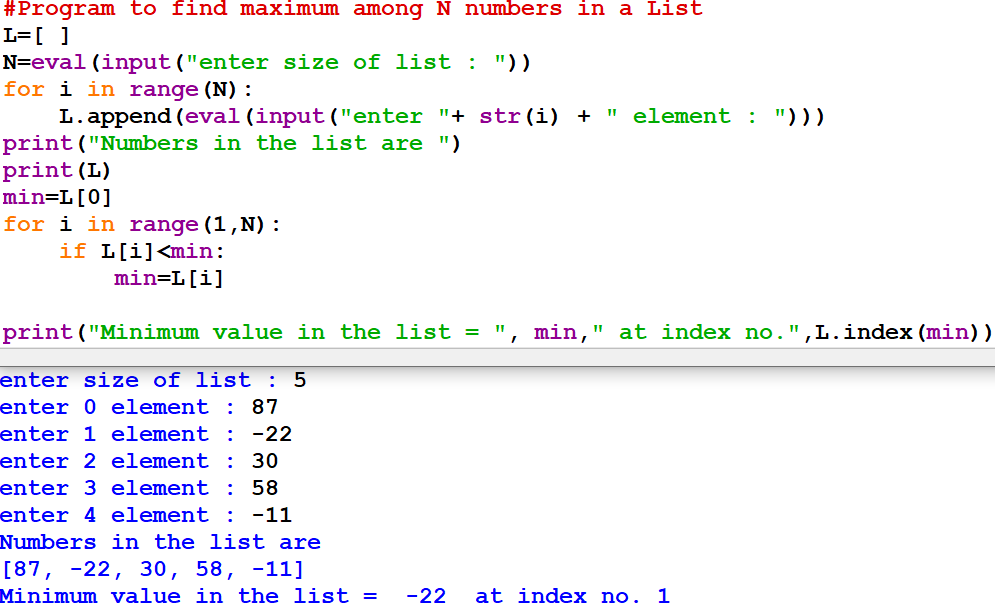 #Program to find maximum among N numbers in a List
L=[ ]
N=eval(input("enter size of list : "))
for i in range(N):
    L.append(eval(input("enter "+ str(i) + " element : ")))
print("Numbers in the list are ")
print(L)
min=L[0]
for i in range(1,N):
    if L[i]<min:
        min=L[i]
print("Minimum value in the list = ", min," at index no.",L.index(min))
enter size of list : 5
enter 0 element : 87
enter 1 element : -22
enter 2 element : 30
enter 3 element : 58
enter 4 element : -11
Numbers in the list are
[87, -22, 30, 58, -11]
Minimum value in the list =  -22  at index no. 1